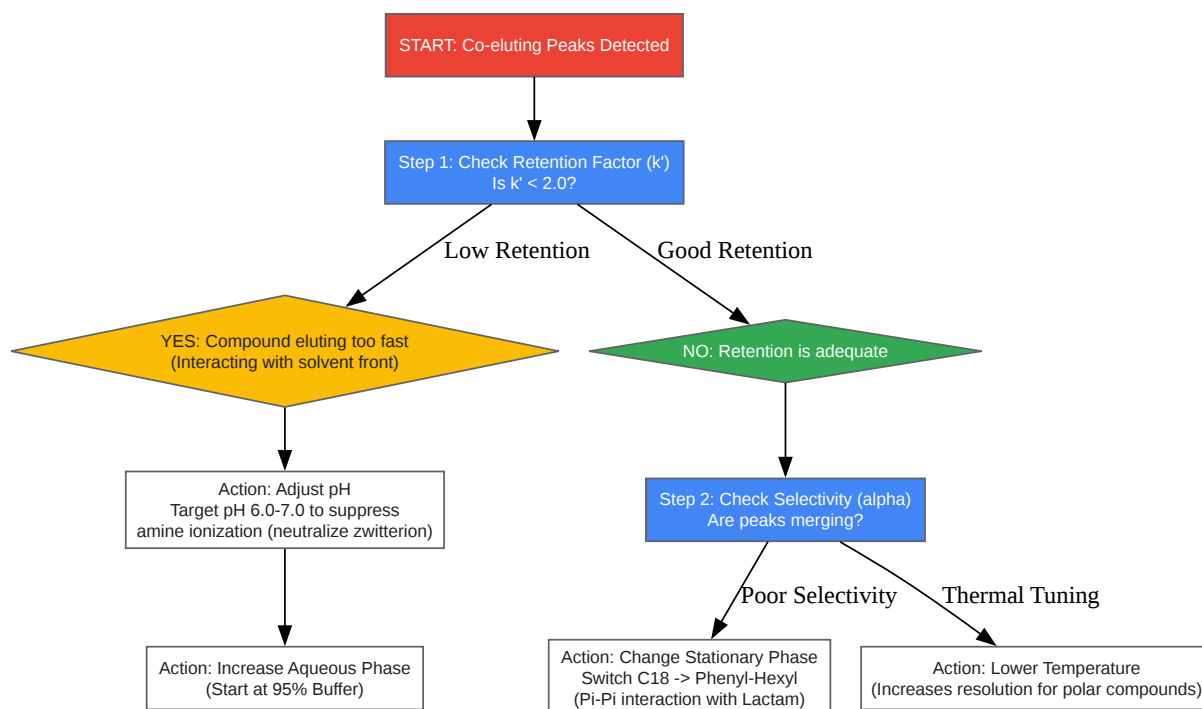 START: Co-eluting Peaks Detected
Step 1: Check Retention Factor (k')
Is k' < 2.0?
Low Retention
Good Retention
YES: Compound eluting too fast
(Interacting with solvent front)
NO: Retention is adequate
Action: Adjust pH
Target pH 6.0-7.0 to suppress
amine ionization (neutralize zwitterion)
Step 2: Check Selectivity (alpha)
Are peaks merging?
Poor Selectivity
Thermal Tuning
Action: Increase Aqueous Phase
(Start at 95% Buffer)
Action: Change Stationary Phase
Switch C18 -> Phenyl-Hexyl
(Pi-Pi interaction with Lactam)
Action: Lower Temperature
(Increases resolution for polar compounds)